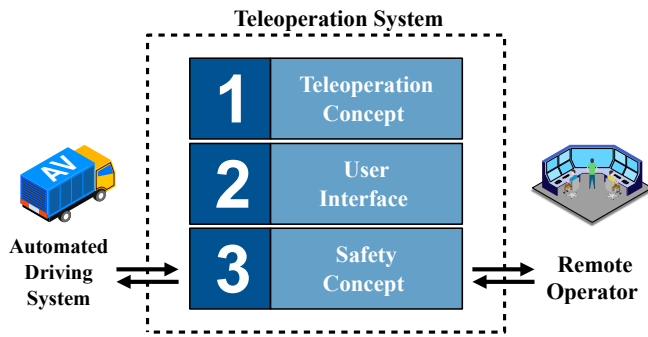 Teleoperation System
1
Teleoperation
Concept
2
User
Interface
3
Safety
Concept
AV
Automated
Driving
System
Remote
Operator